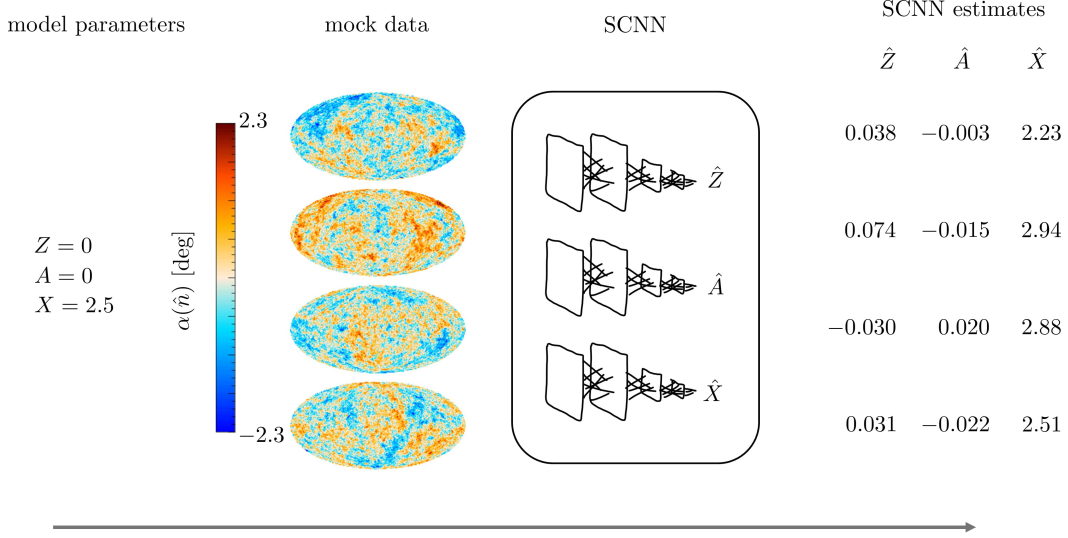 model parameters
mock data
SCNN
SCNN estimates
Ẑ Â X̂
2.3
0.038 −0.003 2.23
Ẑ
0.074 −0.015 2.94
Z = 0
A = 0
X = 2.5
α(n̂) [deg]
Â
−0.030 0.020 2.88
X̂
−2.3
0.031 −0.022 2.51